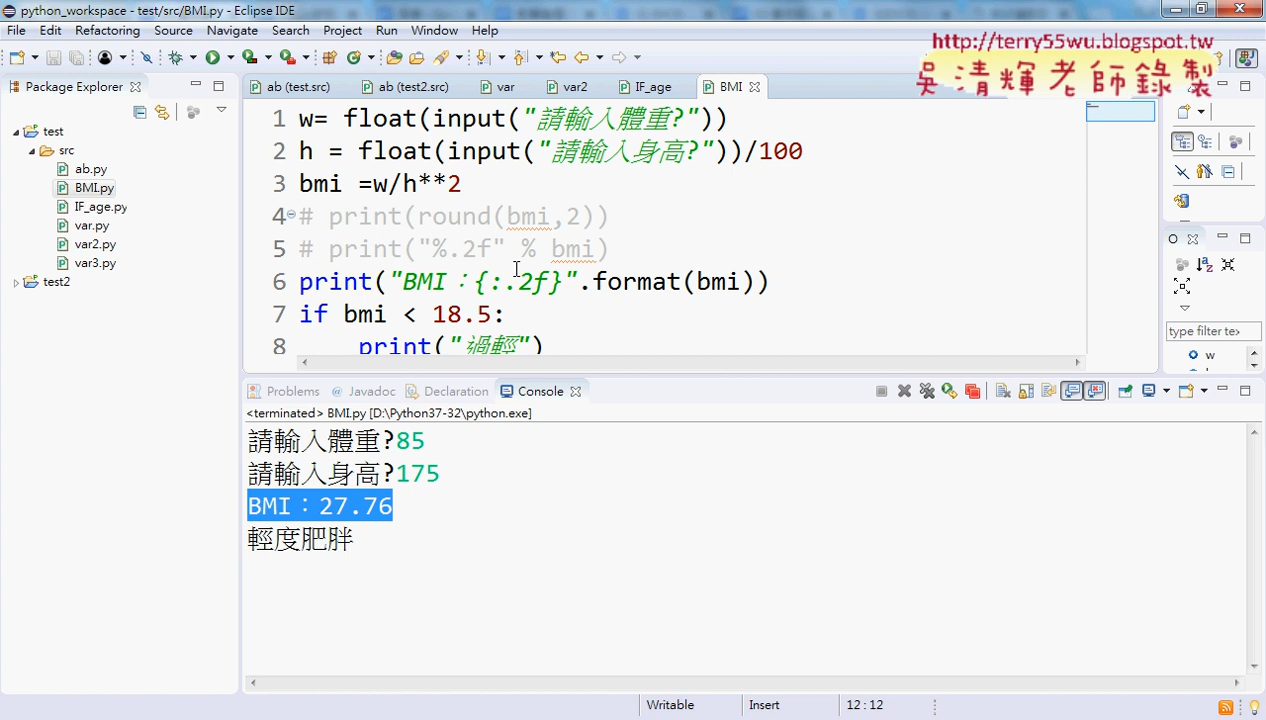 python_workspace - test/src/BMI.py - Eclipse IDE
File Edit Refactoring Source Navigate Search Project Run Window Help
http://terry55wu.blogspot.tw
吳清輝老師錄製
Package Explorer
ab (test.src)
ab (test2.src)
var
var2
IF_age
BMI
test
src
ab.py
BMI.py
IF_age.py
var.py
var2.py
var3.py
test2
1 w= float(input("請輸入體重?"))
2 h = float(input("請輸入身高?"))/100
3 bmi =w/h**2
4 # print(round(bmi,2))
5 # print("%.2f" % bmi)
6 print("BMI：{:.2f}".format(bmi))
7 if bmi < 18.5:
8 print("過輕")
type filter te
w
Problems @ Javadoc Declaration Console
<terminated> BMI.py [D:\Python37-32\python.exe]
請輸入體重?85
請輸入身高?175
BMI：27.76
輕度肥胖
Writable Insert 12:12